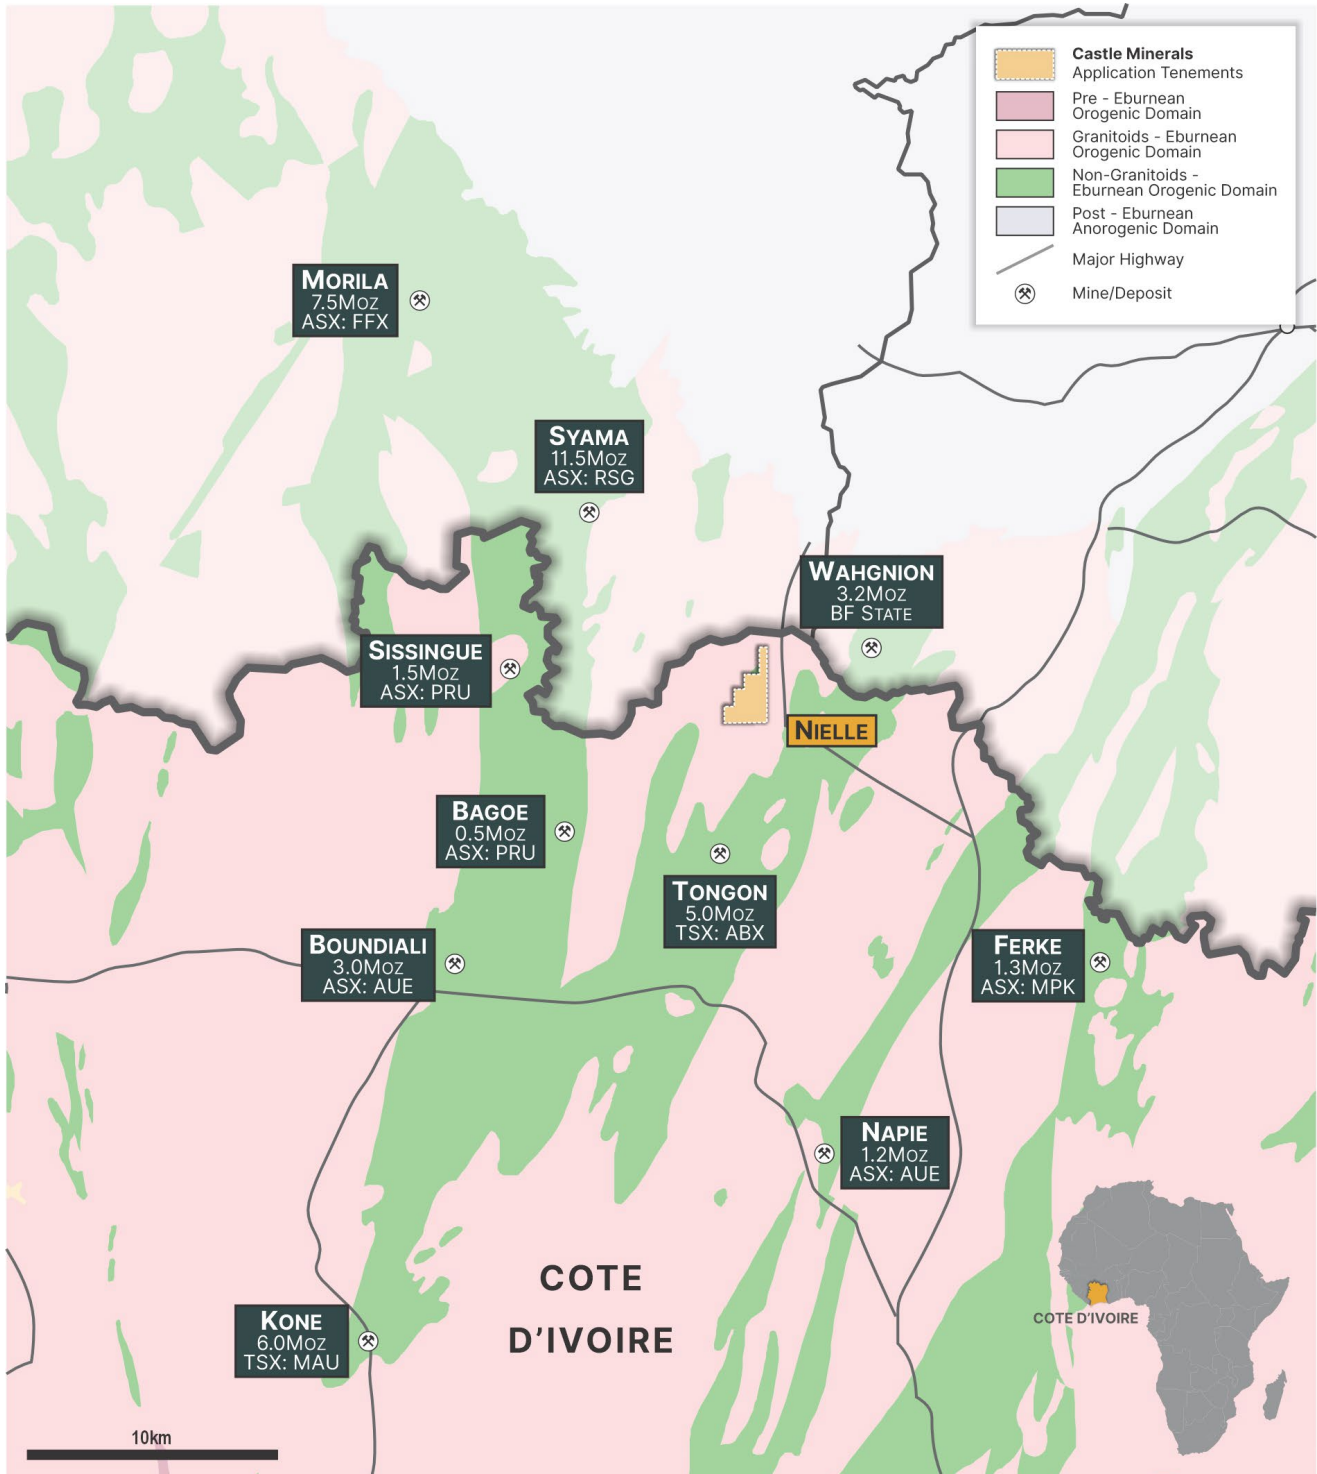 Castle Minerals
Application Tenements
Pre - Eburnean
Orogenic Domain
Granitoids - Eburnean
Orogenic Domain
Non-Granitoids -
Eburnean Orogenic Domain
Post - Eburnean
Anorogenic Domain
Major Highway
Mine/Deposit
MORILA
7.5MOZ
ASX: FFX
SYAMA
11.5MOZ
ASX: RSG
WAHGNION
3.2MOZ
BF STATE
SISSINGUE
1.5MOZ
ASX: PRU
NIELLE
BAGOE
0.5MOZ
ASX: PRU
TONGON
5.0MOZ
TSX: ABX
BOUNDIALI
3.0MOZ
ASX: AUE
FERKE
1.3MOZ
ASX: MPK
NAPIE
1.2MOZ
ASX: AUE
COTE
D'IVOIRE
KONE
6.0MOZ
TSX: MAU
COTE D'IVOIRE
10km